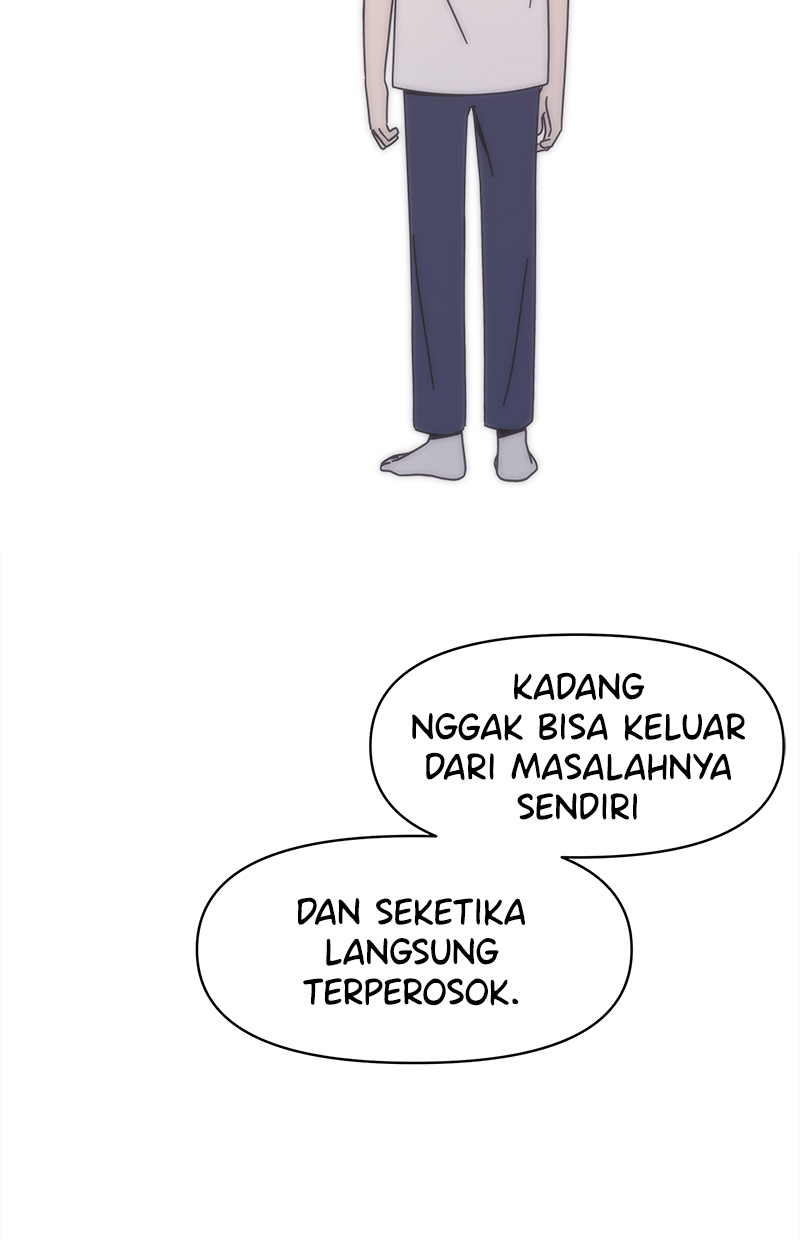 KADANG
NGGAK BISA KELUAR
DARI MASALAHNYA
SENDIRI
DAN SEKETIKA
LANGSUNG
TERPEROSOK.